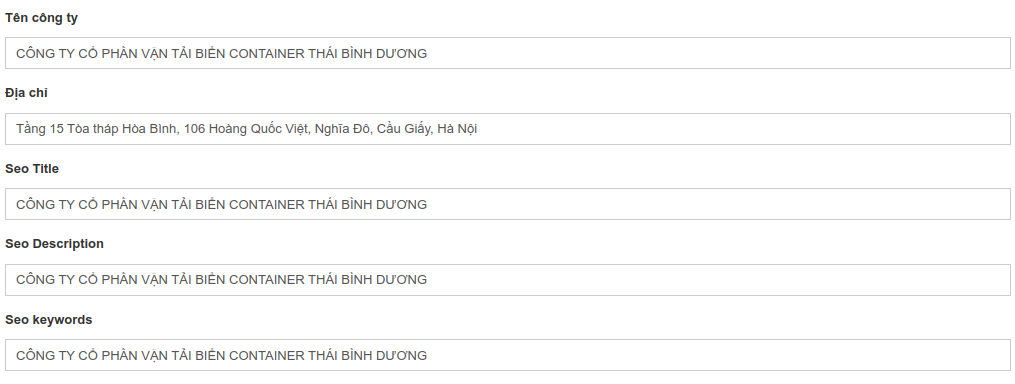 Tên công ty
CÔNG TY CỔ PHẦN VẬN TẢI BIỂN CONTAINER THÁI BÌNH DƯƠNG
Địa chỉ
Tầng 15 Tòa tháp Hòa Bình, 106 Hoàng Quốc Việt, Nghĩa Đô, Cầu Giấy, Hà Nội
Seo Title
CÔNG TY CỔ PHẦN VẬN TẢI BIỂN CONTAINER THÁI BÌNH DƯƠNG
Seo Description
CÔNG TY CỔ PHẦN VẬN TẢI BIỂN CONTAINER THÁI BÌNH DƯƠNG
Seo keywords
CÔNG TY CỔ PHẦN VẬN TẢI BIỂN CONTAINER THÁI BÌNH DƯƠNG